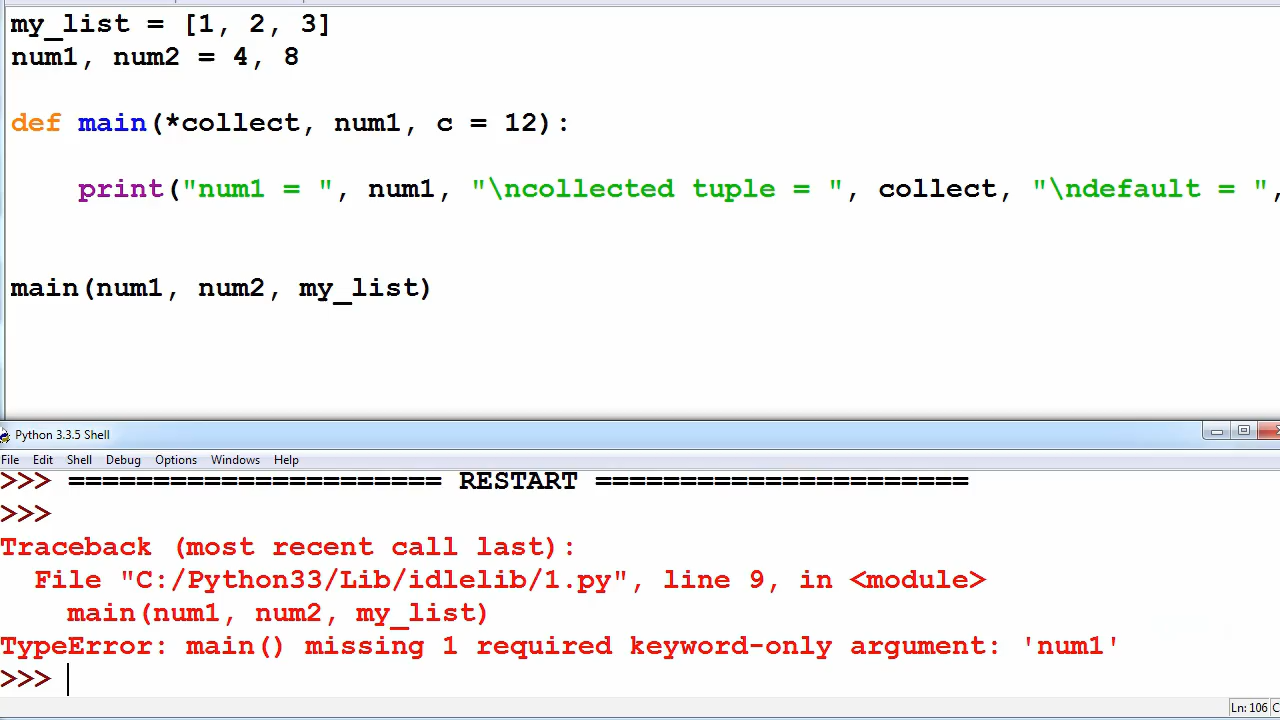 my_list = [1, 2, 3]
num1, num2 = 4, 8
def main(*collect, num1, c = 12):
print("num1 = ", num1, "\ncollected tuple = ", collect, "\ndefault = ",
main(num1, num2, my_list)
Python 3.3.5 Shell
File Edit Shell Debug Options Windows Help
>>> ====================== RESTART ======================
>>>
Traceback (most recent call last):
File "C:/Python33/Lib/idlelib/1.py", line 9, in <module>
main(num1, num2, my_list)
TypeError: main() missing 1 required keyword-only argument: 'num1'
>>>
Ln: 106 C